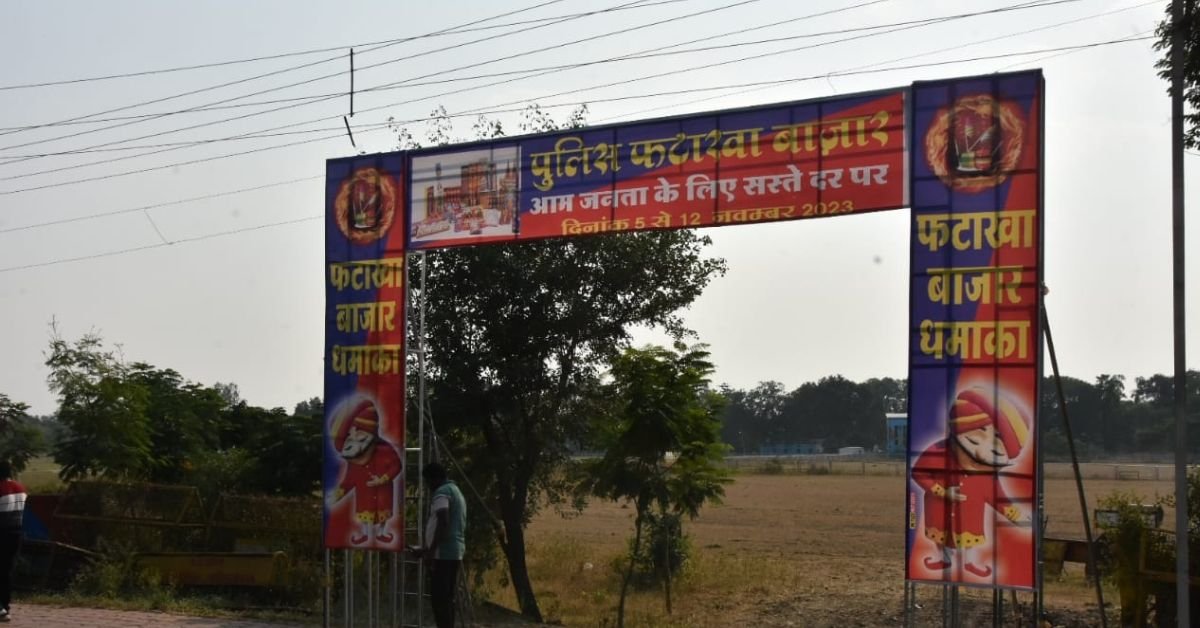 पुलिस फटाखा बाज़ार
आम जनता के लिए सस्ते दर पर
दिनांक 5 से 12 नवम्बर 2023
फटाखा
बाजार
धमाका
फटाखा
बाजार
धमाका